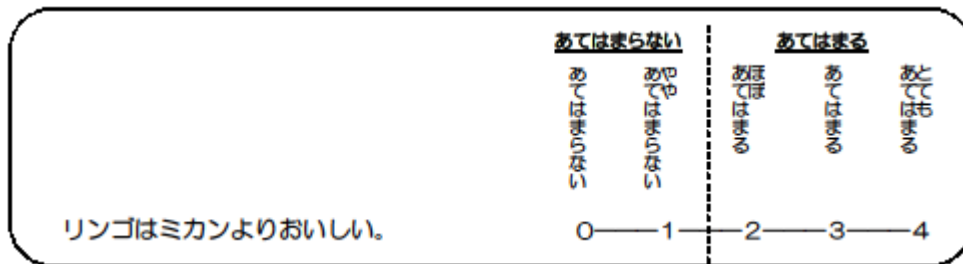 あてはまらない
あてはまる
あてはまらない
やや
あてはまらない
ほぼ
あてはまる
あてはまる
とても
あてはまる
リンゴはミカンよりおいしい。 0 1 2 3 4